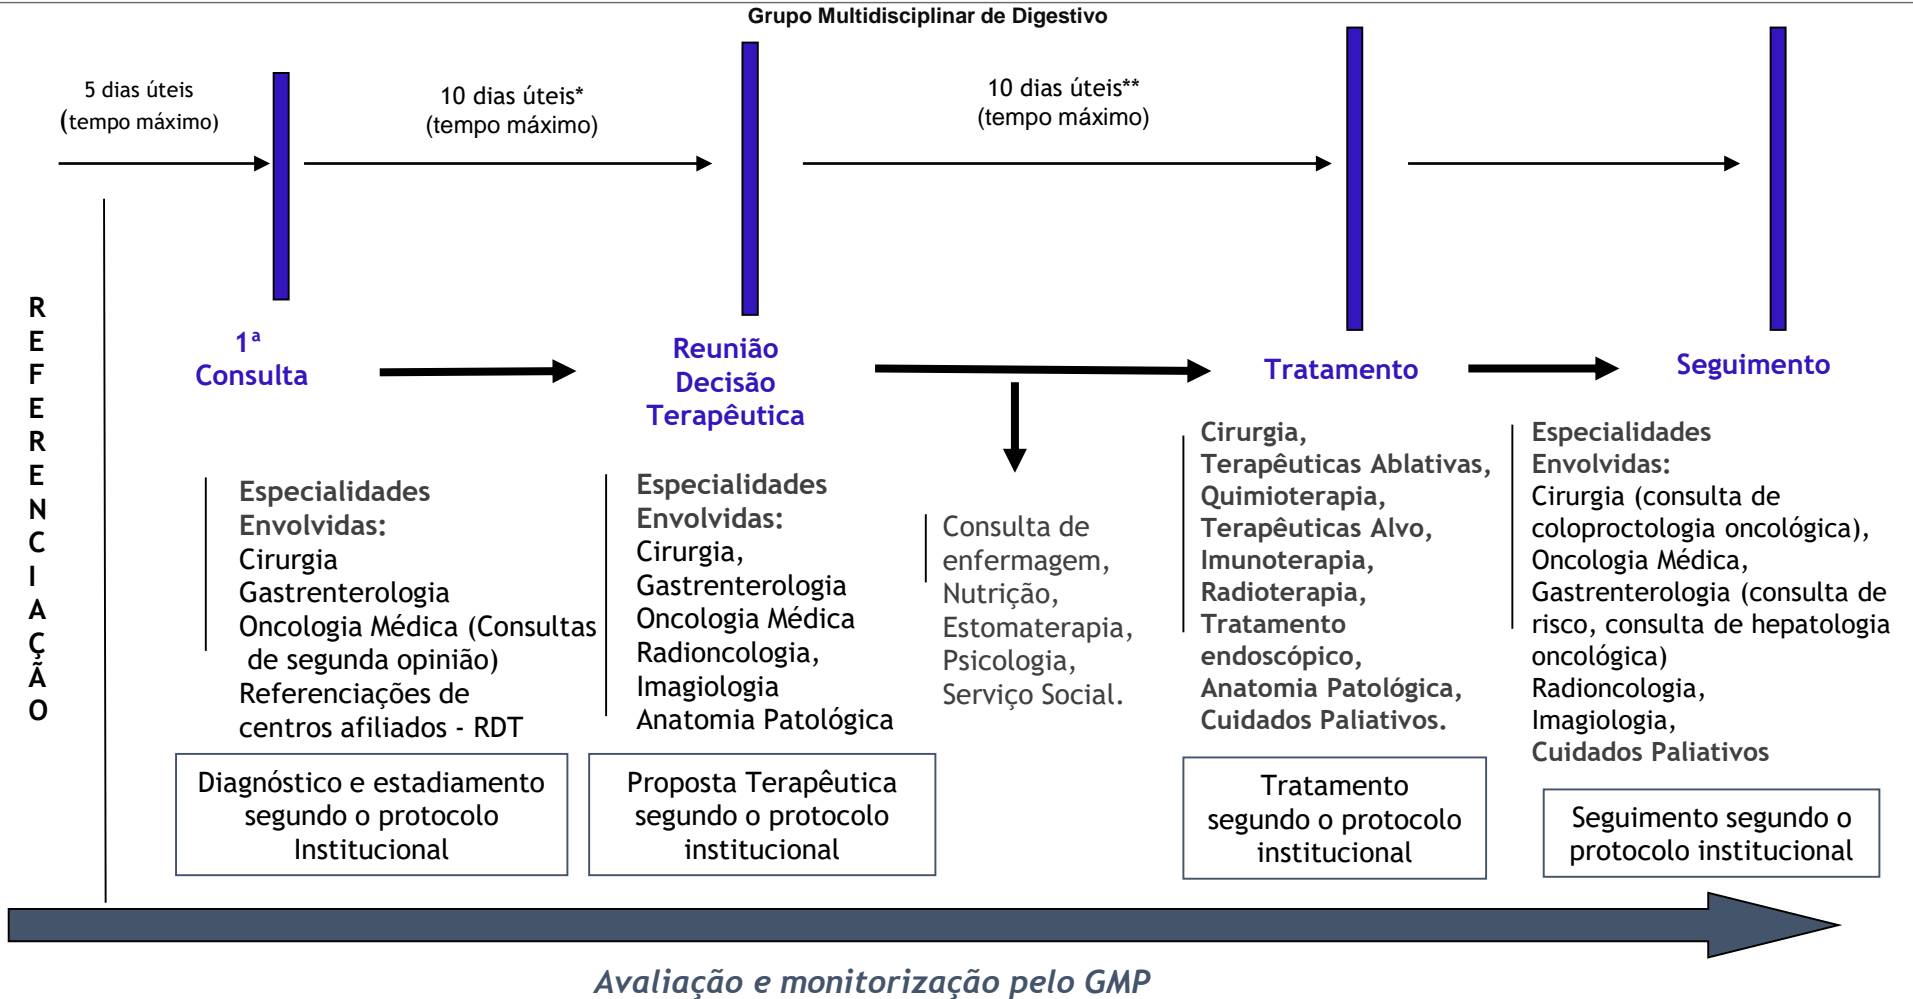 Grupo Multidisciplinar de Digestivo
5 dias úteis
(tempo máximo)
10 dias úteis*
(tempo máximo)
10 dias úteis**
(tempo máximo)
R
E
F
E
R
E
N
C
I
A
Ç
Ã
O
1ª
Consulta
Reunião
Decisão
Terapêutica
Tratamento
Seguimento
Especialidades
Envolvidas:
Cirurgia
Gastrenterologia
Oncologia Médica (Consultas
de segunda opinião)
Referenciações de
centros afiliados - RDT
Especialidades
Envolvidas:
Cirurgia,
Gastrenterologia
Oncologia Médica
Radioncologia,
Imagiologia
Anatomia Patológica
Consulta de
enfermagem,
Nutrição,
Estomaterapia,
Psicologia,
Serviço Social.
Cirurgia,
Terapêuticas Ablativas,
Quimioterapia,
Terapêuticas Alvo,
Imunoterapia,
Radioterapia,
Tratamento
endoscópico,
Anatomia Patológica,
Cuidados Paliativos.
Especialidades
Envolvidas:
Cirurgia (consulta de
coloproctologia oncológica),
Oncologia Médica,
Gastrenterologia (consulta de
risco, consulta de hepatologia
oncológica)
Radioncologia,
Imagiologia,
Cuidados Paliativos
Diagnóstico e estadiamento
segundo o protocolo
Institucional
Proposta Terapêutica
segundo o protocolo
institucional
Tratamento
segundo o protocolo
institucional
Seguimento segundo o
protocolo institucional
Avaliação e monitorização pelo GMP